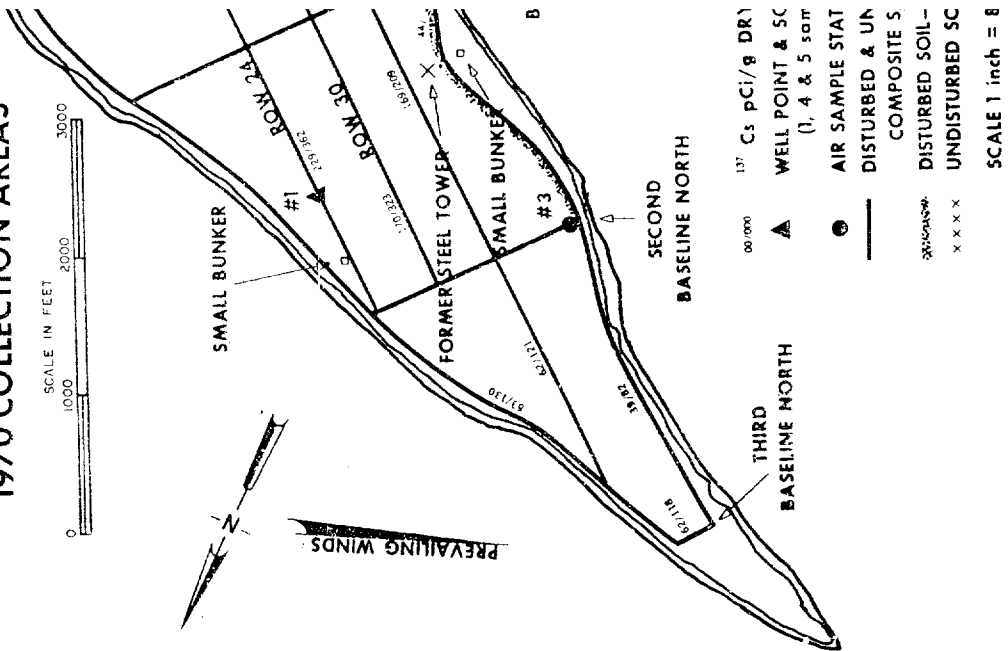 1970 COLLECTION AREAS
SCALE IN FEET
0 1000 2000 3000
N
PREVAILING WINDS
SMALL BUNKER
#1
ROW 24
229/362
ROW 39
170/323
169/209
44/
B
FORMER STEEL TOWER
SMALL BUNKER
#3
SECOND
BASELINE NORTH
62/121
63/130
39/82
62/118
THIRD
BASELINE NORTH
00/000 137 Cs pCi/g DRY
WELL POINT & SC
(1, 4 & 5 sam
AIR SAMPLE STAT
DISTURBED & UN
COMPOSITE S
DISTURBED SOIL-
x x x x UNDISTURBED SC
SCALE 1 inch = 8